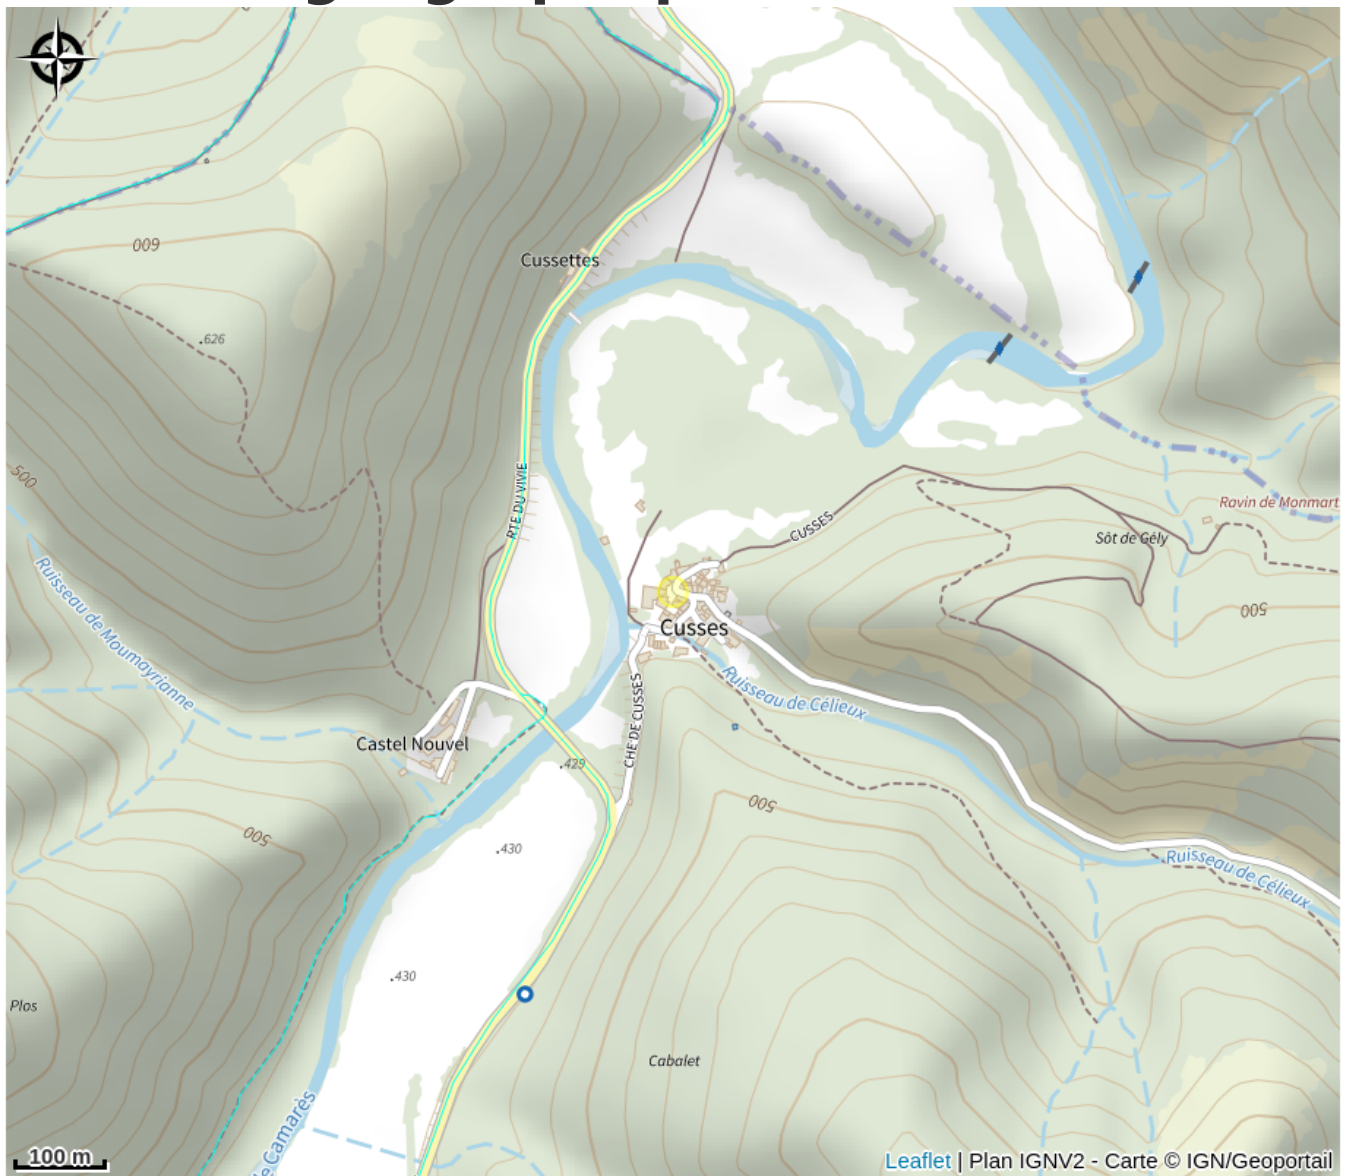 Cussettes
600
.626
500
RTE DU VIVIE
CUSSES
Ravin de Monmart
Sôt de Gély
500
Ruisseau de Moumayrianne
Cusses
Ruisseau de Célieux
CHE DE CUSSES
Castel Nouvel
.429
500
500
.430
Ruisseau de Célieux
.430
Plos
Cabalet
de Camarès
100 m
Leaflet | Plan IGNV2 - Carte © IGN/Geoportail